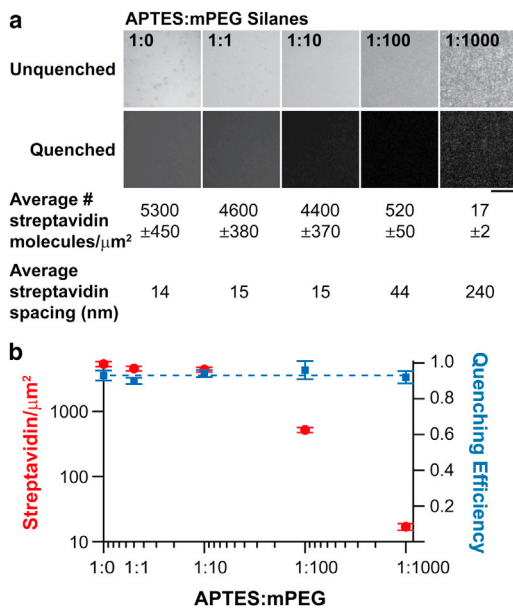 a
APTES:mPEG Silanes
1:0 1:1 1:10 1:100 1:1000
Unquenched
Quenched
Average #
streptavidin
molecules/μm²
5300 4600 4400 520 17
±450 ±380 ±370 ±50 ±2
Average
streptavidin
spacing (nm)
14 15 15 44 240
b
Streptavidin/μm²
1000
100
10
1.0
0.8
0.6
0.4
0.2
Quenching Efficiency
1:0 1:1 1:10 1:100 1:1000
APTES:mPEG